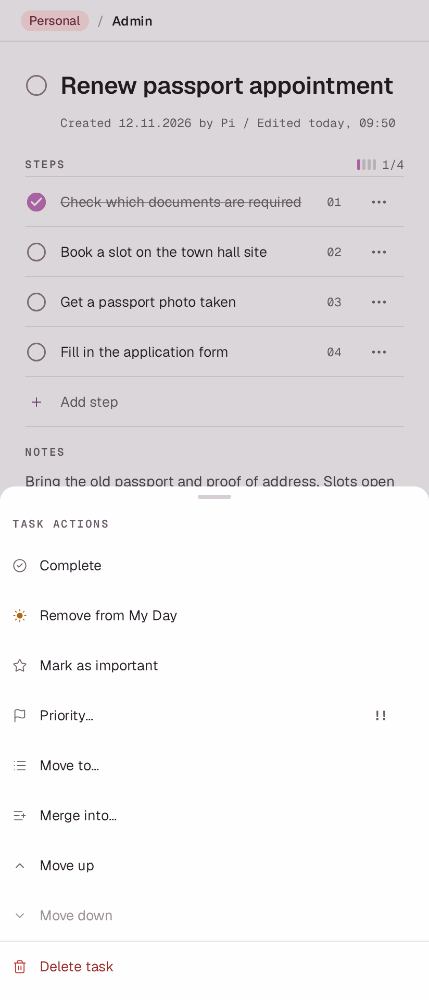 Personal / Admin
Renew passport appointment
Created 12.11.2026 by Pi / Edited today, 09:50
STEPS 1/4
Check which documents are required 01
Book a slot on the town hall site 02
Get a passport photo taken 03
Fill in the application form 04
+ Add step
NOTES
Bring the old passport and proof of address. Slots open
TASK ACTIONS
Complete
Remove from My Day
Mark as important
Priority... !!
Move to...
Merge into...
Move up
Move down
Delete task